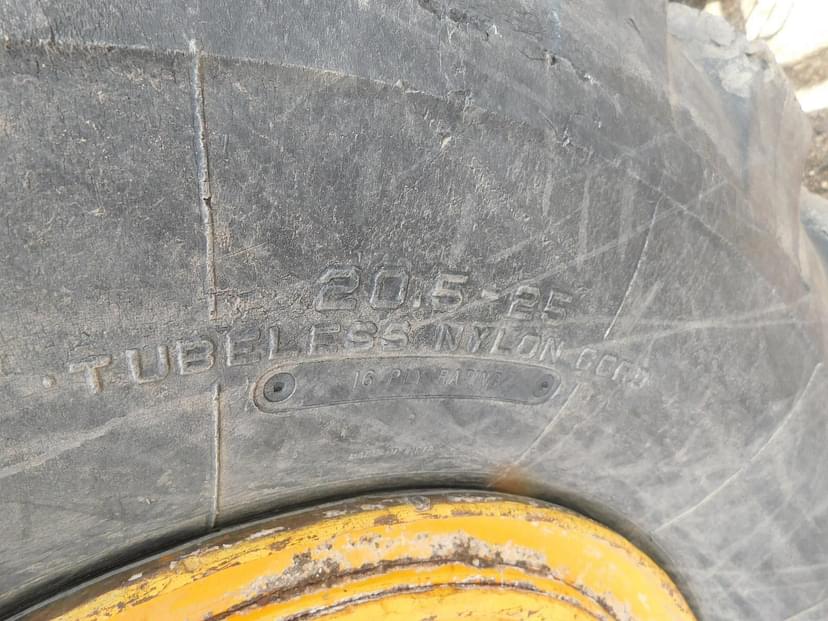 20.5-25
TUBELESS NYLON CORD
16 PLY RATING